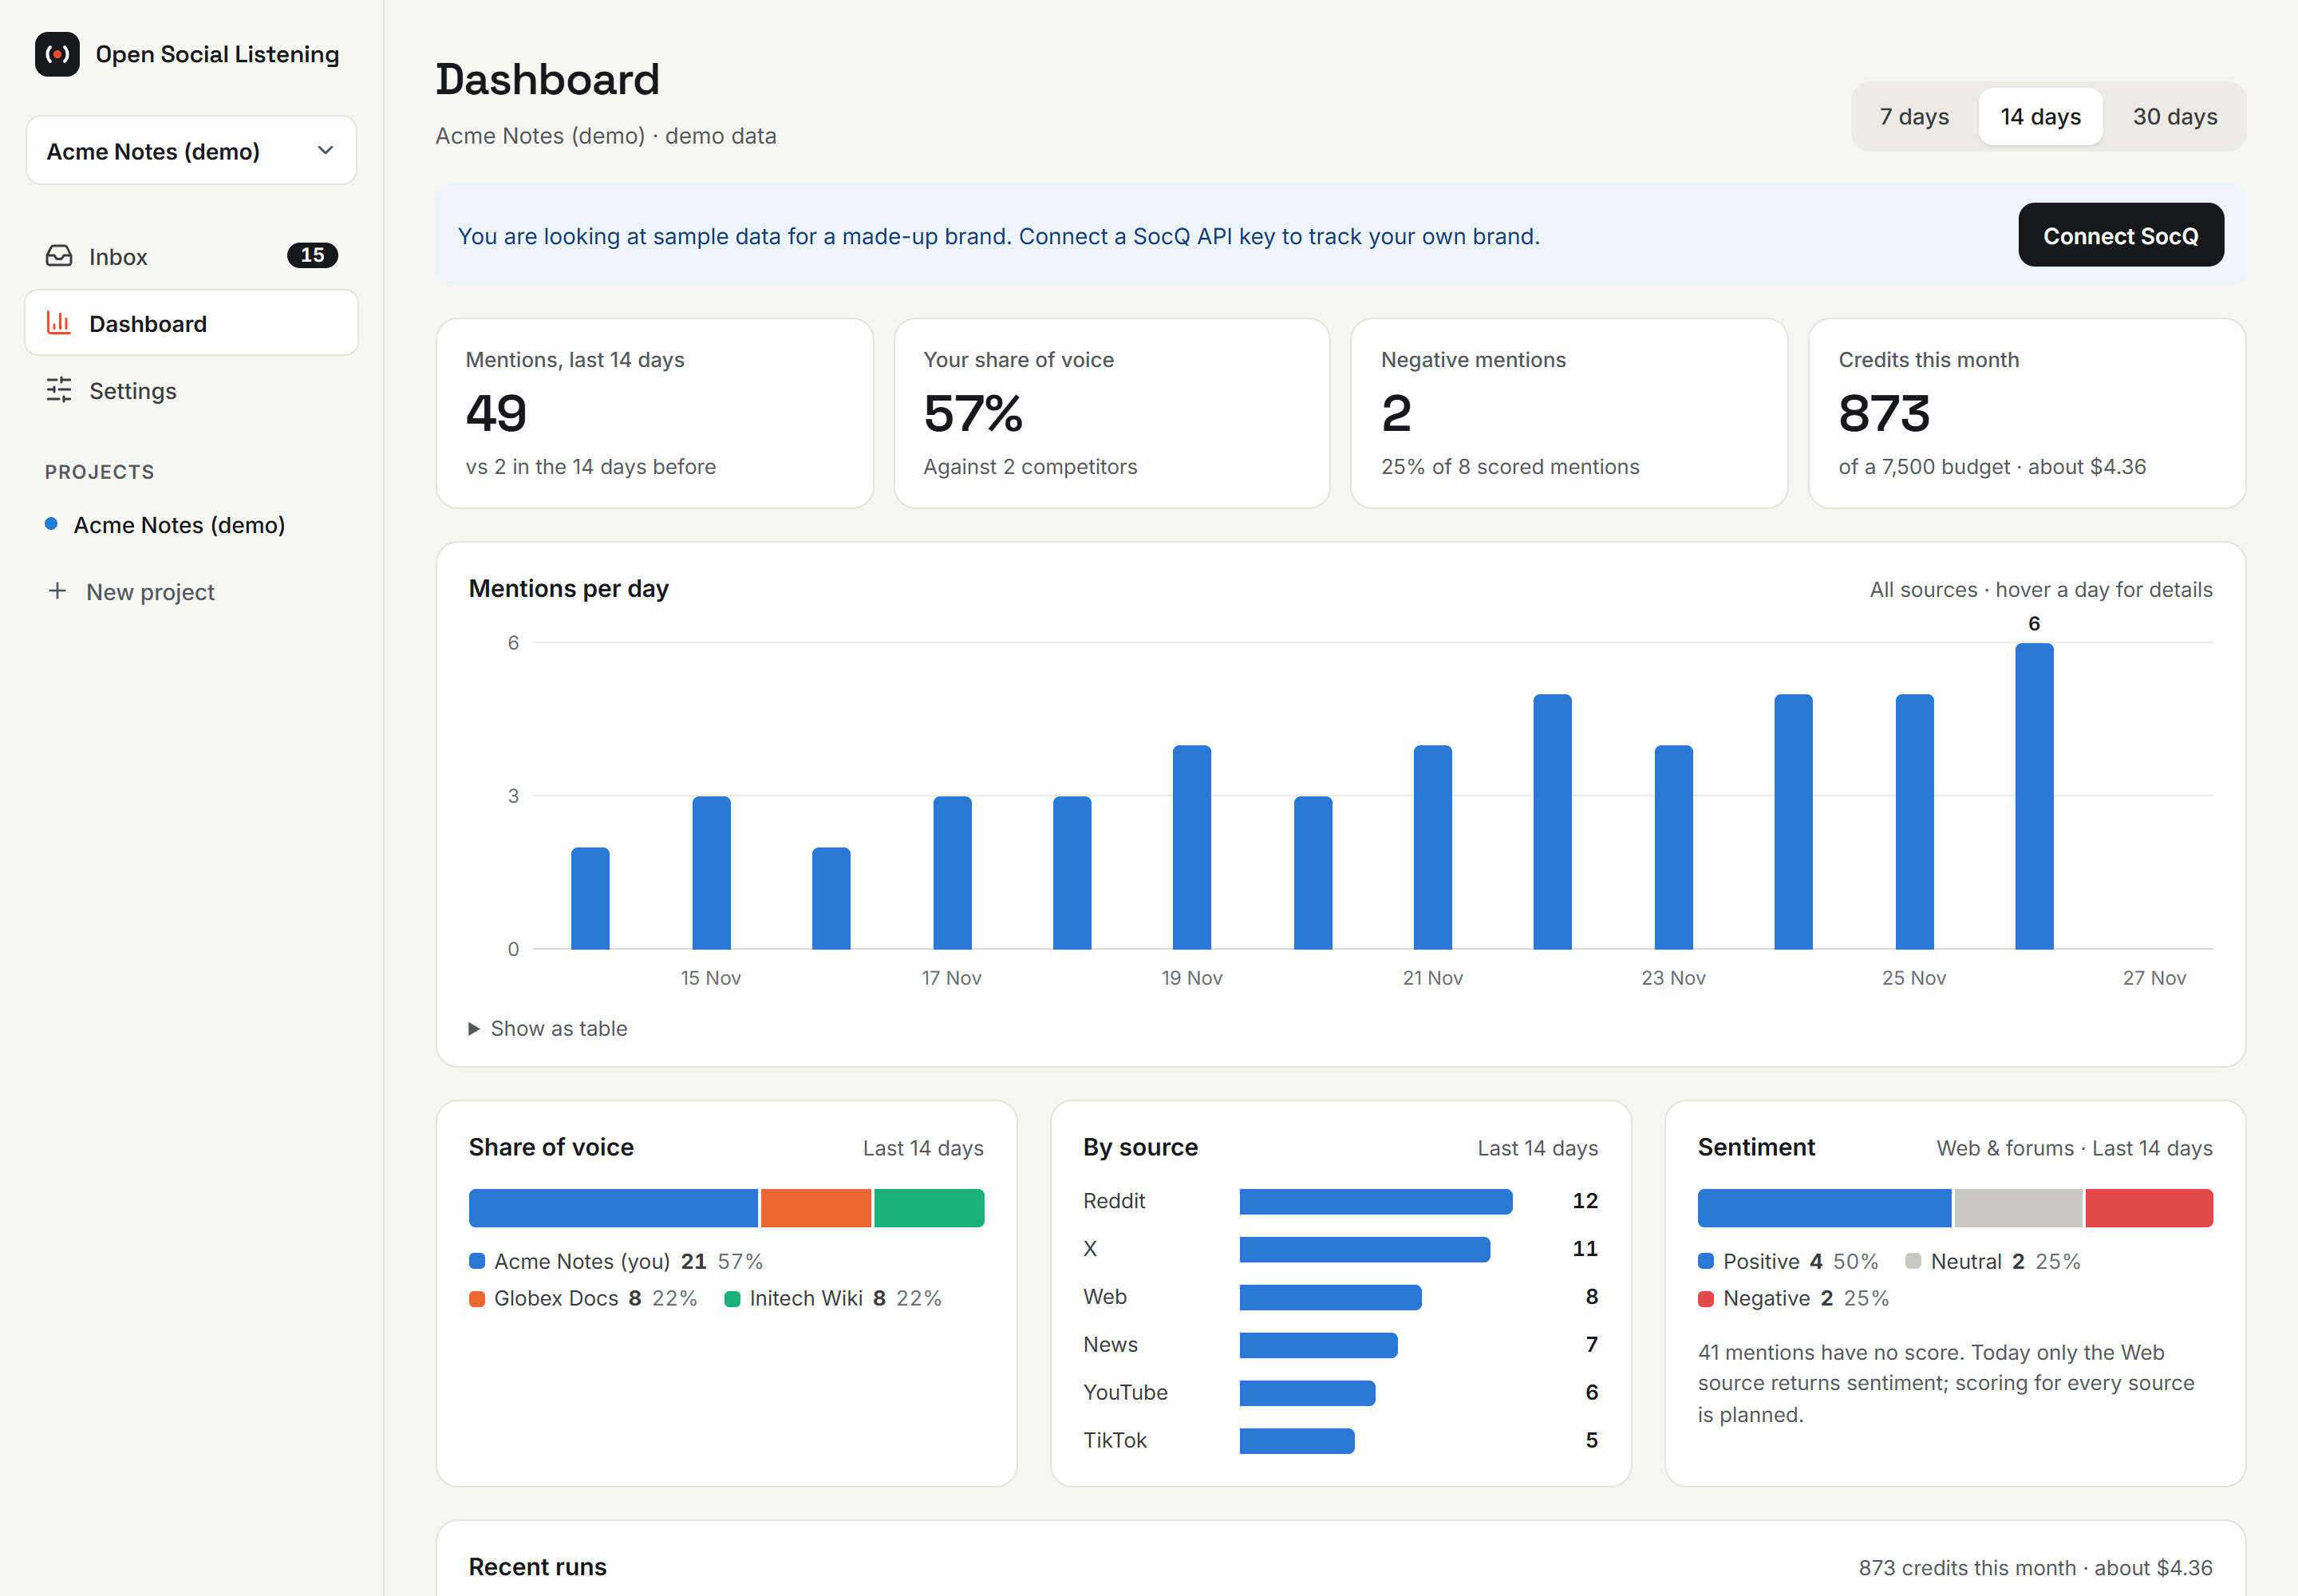 Open Social Listening
Acme Notes (demo)
Inbox 15
Dashboard
Settings
PROJECTS
Acme Notes (demo)
New project
Dashboard
Acme Notes (demo) · demo data
7 days 14 days 30 days
You are looking at sample data for a made-up brand. Connect a SocQ API key to track your own brand.
Connect SocQ
Mentions, last 14 days
49
vs 2 in the 14 days before
Your share of voice
57%
Against 2 competitors
Negative mentions
2
25% of 8 scored mentions
Credits this month
873
of a 7,500 budget · about $4.36
Mentions per day
All sources · hover a day for details
6
6
3
0
15 Nov 17 Nov 19 Nov 21 Nov 23 Nov 25 Nov 27 Nov
Show as table
Share of voice
Last 14 days
Acme Notes (you) 21 57%
Globex Docs 8 22% Initech Wiki 8 22%
By source
Last 14 days
Reddit 12
X 11
Web 8
News 7
YouTube 6
TikTok 5
Sentiment
Web & forums · Last 14 days
Positive 4 50% Neutral 2 25%
Negative 2 25%
41 mentions have no score. Today only the Web
source returns sentiment; scoring for every source
is planned.
Recent runs
873 credits this month · about $4.36